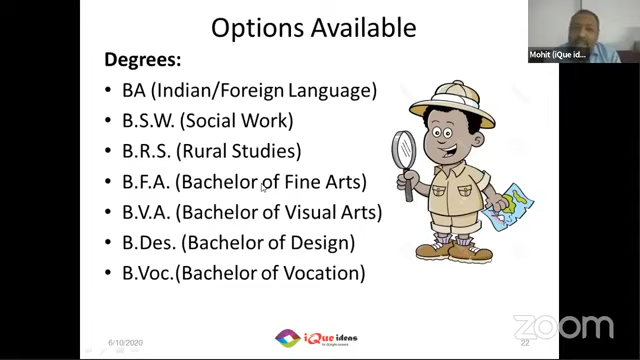 Options Available
Mohit (iQue id...
Degrees:
• BA (Indian/Foreign Language)
• B.S.W. (Social Work)
• B.R.S. (Rural Studies)
• B.F.A. (Bachelor of Fine Arts)
• B.V.A. (Bachelor of Visual Arts)
• B.Des. (Bachelor of Design)
• B.Voc.(Bachelor of Vocation)
6/10/2020
iQue ideas
22
zoom